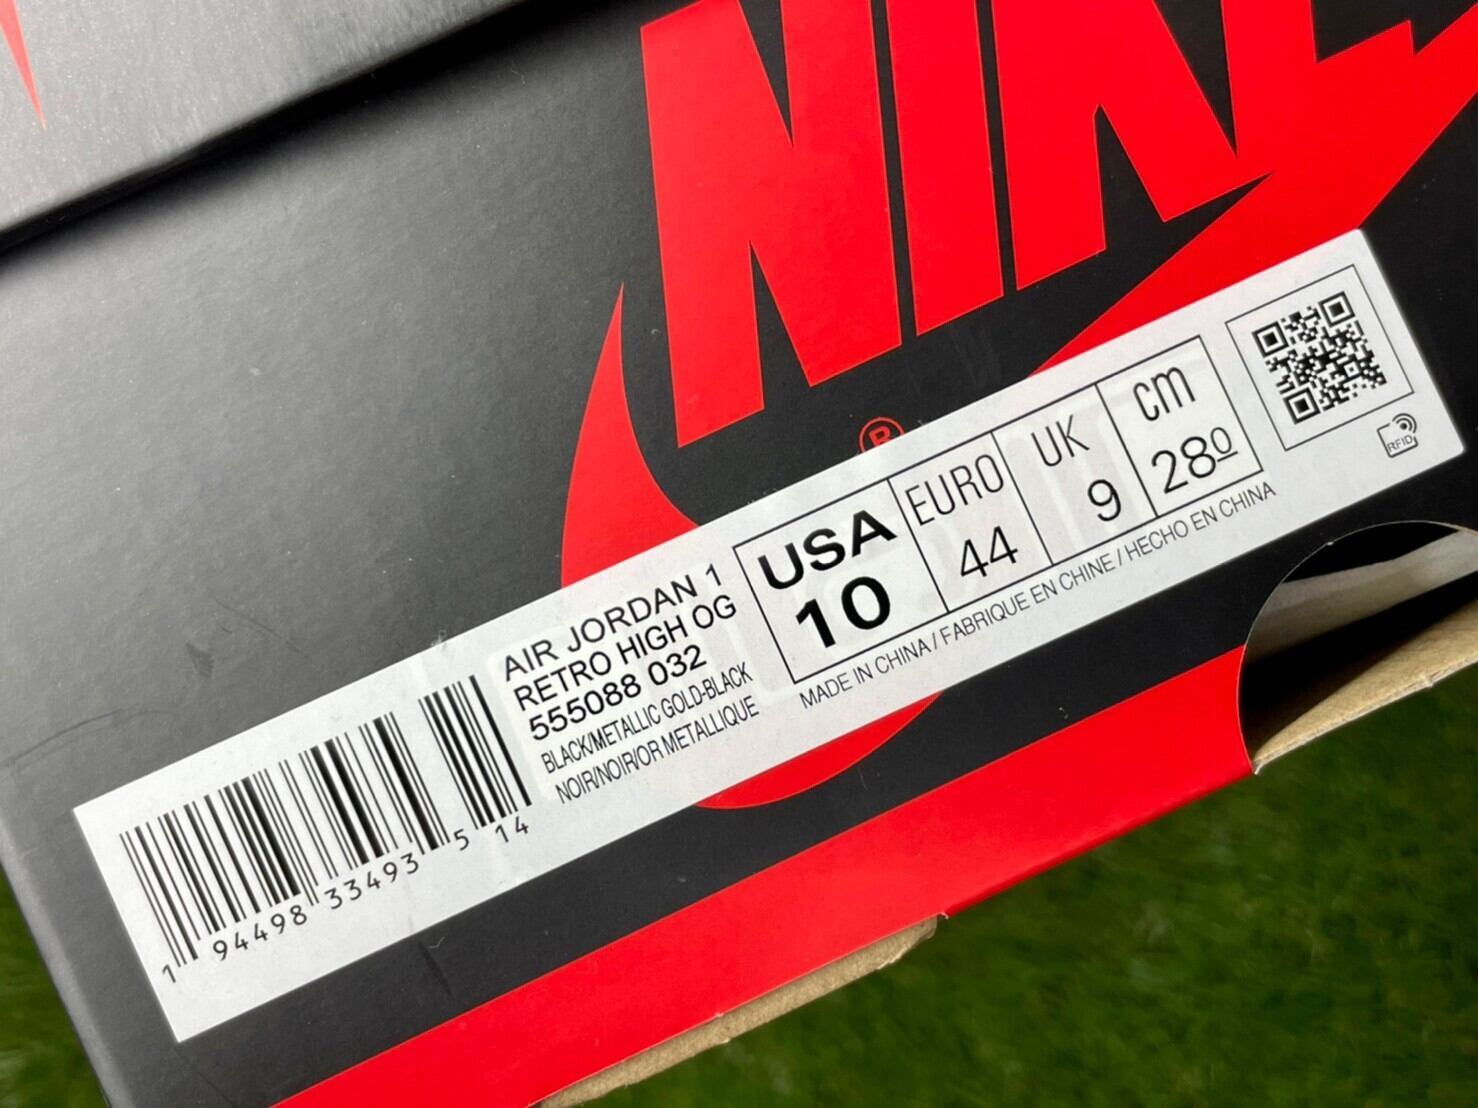 NIKE
®
USA
10
EURO
44
UK
9
cm
28º
AIR JORDAN 1
RETRO HIGH OG
555088 032
BLACK/METALLIC GOLD-BLACK
NOIR/NOIR/OR METALLIQUE
MADE IN CHINA / FABRIQUE EN CHINE / HECHO EN CHINA
1 94498 33493 5 14
RFID